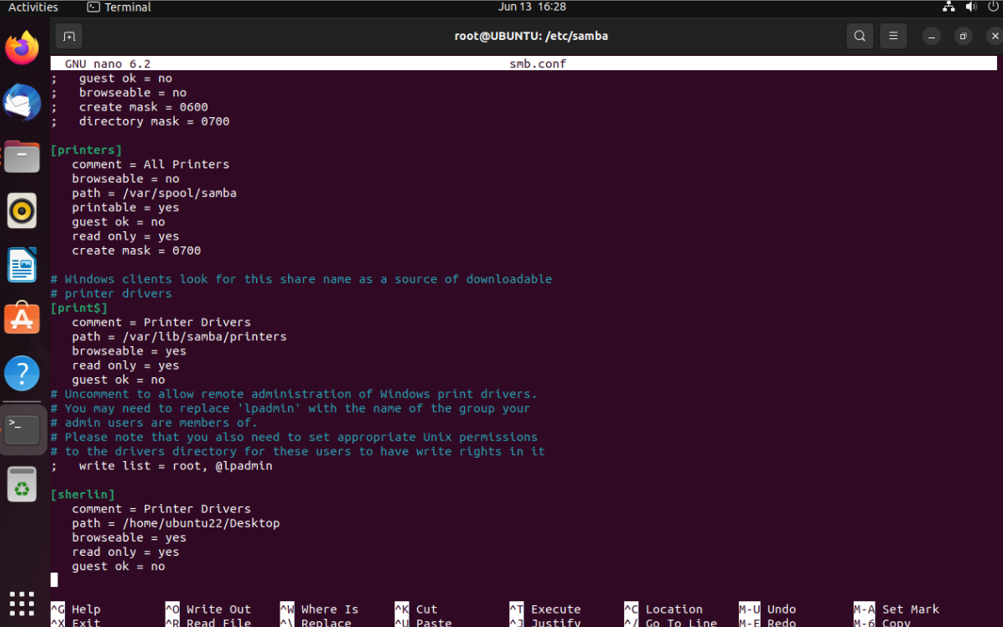 Activities Terminal Jun 13 16:28
root@UBUNTU: /etc/samba
GNU nano 6.2 smb.conf
;   guest ok = no
;   browseable = no
;   create mask = 0600
;   directory mask = 0700
[printers]
comment = All Printers
browseable = no
path = /var/spool/samba
printable = yes
guest ok = no
read only = yes
create mask = 0700
# Windows clients look for this share name as a source of downloadable
# printer drivers
[print$]
comment = Printer Drivers
path = /var/lib/samba/printers
browseable = yes
read only = yes
guest ok = no
# Uncomment to allow remote administration of Windows print drivers.
# You may need to replace 'lpadmin' with the name of the group your
# admin users are members of.
# Please note that you also need to set appropriate Unix permissions
# to the drivers directory for these users to have write rights in it
;   write list = root, @lpadmin
[sherlin]
comment = Printer Drivers
path = /home/ubuntu22/Desktop
browseable = yes
read only = yes
guest ok = no
^G Help ^O Write Out ^W Where Is ^K Cut ^T Execute ^C Location M-U Undo M-A Set Mark
^X Exit ^R Read File ^\ Replace ^U Paste ^J Justify ^/ Go To Line M-E Redo M-6 Copy